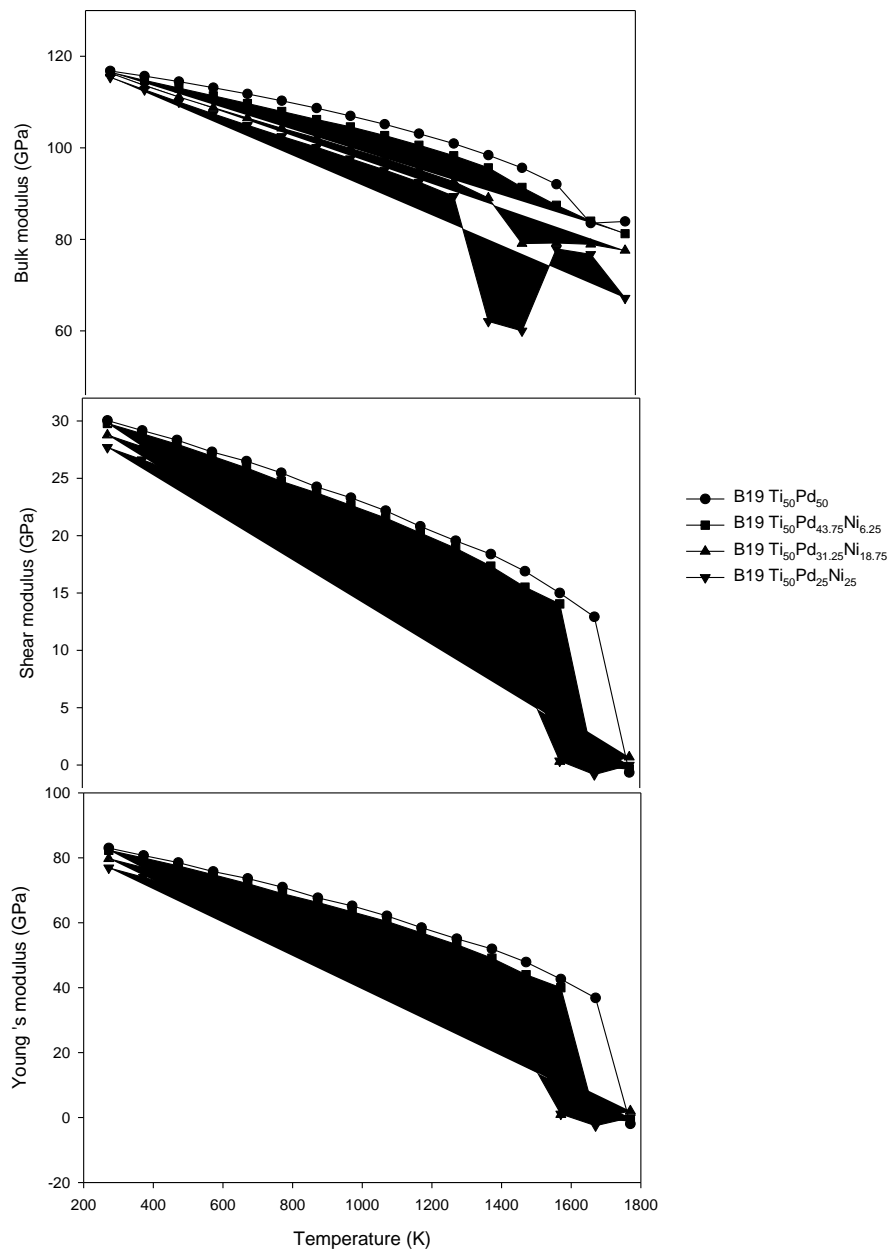 120
100
80
60
Bulk modulus (GPa)
30
25
20
15
10
5
0
Shear modulus (GPa)
B19 Ti₅₀Pd₅₀
B19 Ti₅₀Pd₄₃.₇₅Ni₆.₂₅
B19 Ti₅₀Pd₃₁.₂₅Ni₁₈.₇₅
B19 Ti₅₀Pd₂₅Ni₂₅
100
80
60
40
20
0
-20
Young 's modulus (GPa)
200 400 600 800 1000 1200 1400 1600 1800
Temperature (K)